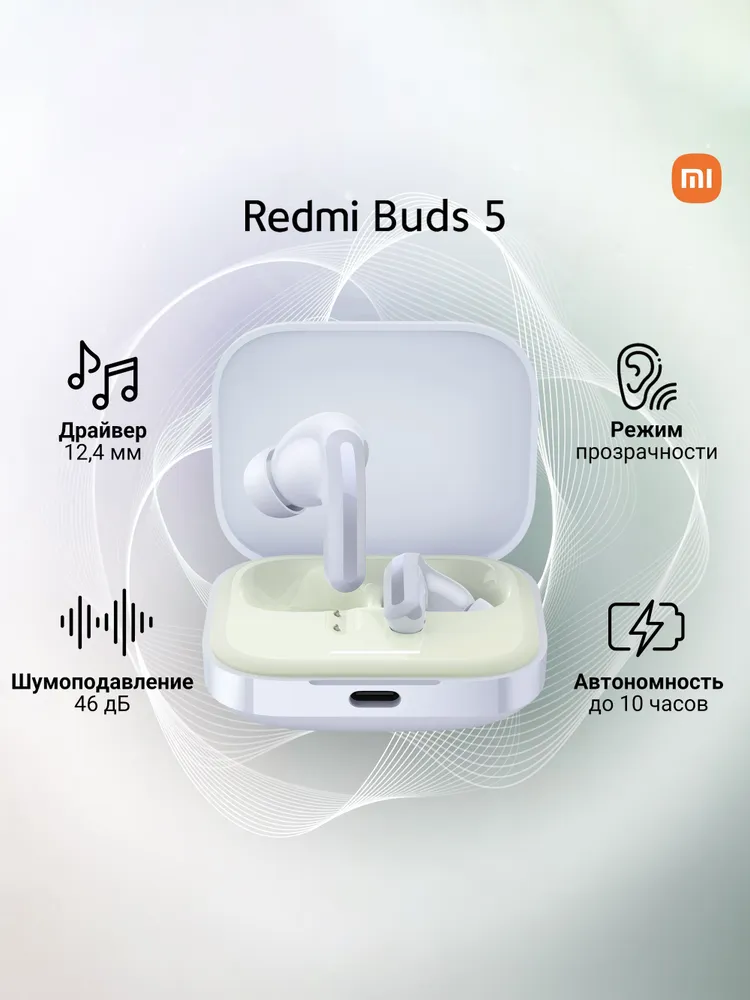 mi
Redmi Buds 5
Драйвер
12,4 мм
Режим
прозрачности
Шумоподавление
46 дБ
Автономность
до 10 часов